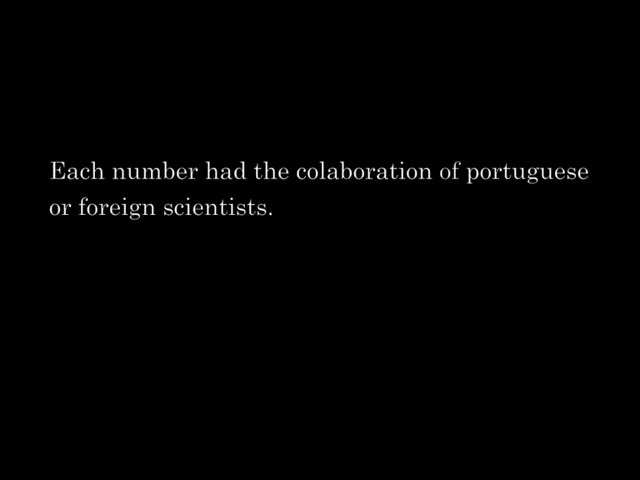 Each number had the colaboration of portuguese
or foreign scientists.